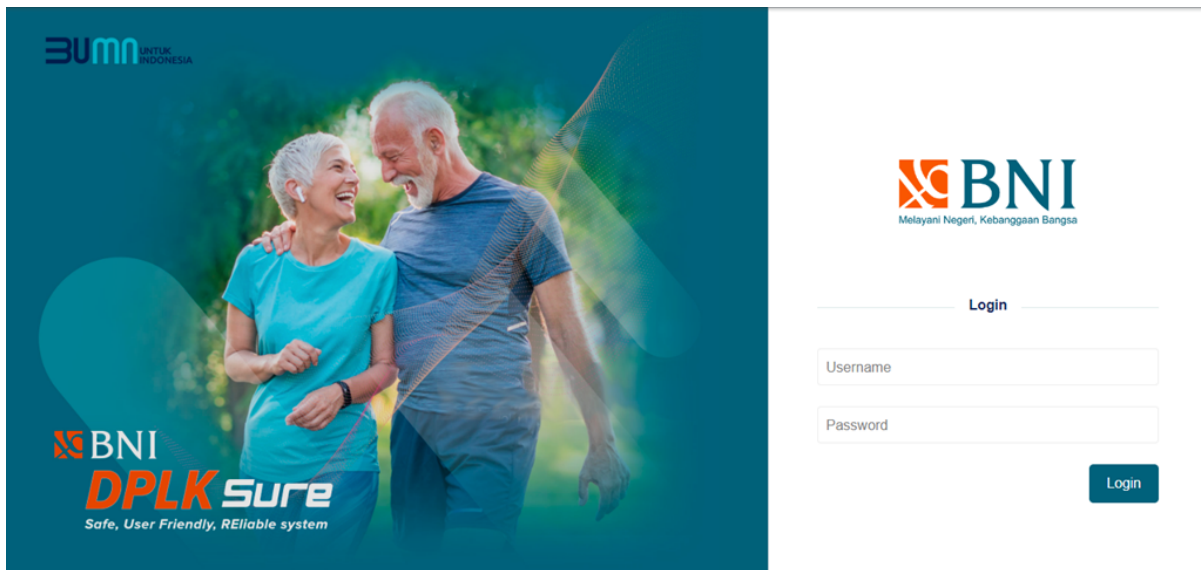 BUMN UNTUK
INDONESIA
BNI
DPLK Sure
Safe, User Friendly, REliable system
BNI
Melayani Negeri, Kebanggaan Bangsa
Login
Username
Password
Login